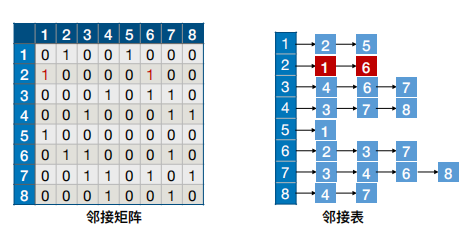 1 2 3 4 5 6 7 8
1 0 1 0 0 1 0 0 0
2 1 0 0 0 0 1 0 0
3 0 0 0 1 0 1 1 0
4 0 0 1 0 0 0 1 1
5 1 0 0 0 0 0 0 0
6 0 1 1 0 0 0 1 0
7 0 0 1 1 0 1 0 1
8 0 0 0 1 0 0 1 0
邻接矩阵
1 2 5
2 1 6
3 4 6 7
4 3 7 8
5 1
6 2 3 7
7 3 4 6 8
8 4 7
邻接表